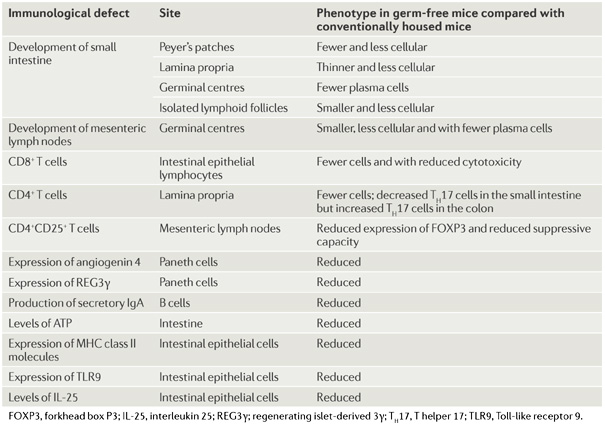 Immunological defect Site Phenotype in germ-free mice compared with
conventionally housed mice
Development of small Peyer's patches Fewer and less cellular
intestine
Lamina propria Thinner and less cellular
Germinal centres Fewer plasma cells
Isolated lymphoid follicles Smaller and less cellular
Development of mesenteric Germinal centres Smaller, less cellular and with fewer plasma cells
lymph nodes
CD8⁺ T cells Intestinal epithelial Fewer cells and with reduced cytotoxicity
lymphocytes
CD4⁺ T cells Lamina propria Fewer cells; decreased TH17 cells in the small intestine
but increased TH17 cells in the colon
CD4⁺CD25⁺ T cells Mesenteric lymph nodes Reduced expression of FOXP3 and reduced suppressive
capacity
Expression of angiogenin 4 Paneth cells Reduced
Expression of REG3γ Paneth cells Reduced
Production of secretory IgA B cells Reduced
Levels of ATP Intestine Reduced
Expression of MHC class II Intestinal epithelial cells Reduced
molecules
Expression of TLR9 Intestinal epithelial cells Reduced
Levels of IL-25 Intestinal epithelial cells Reduced
FOXP3, forkhead box P3; IL-25, interleukin 25; REG3γ; regenerating islet-derived 3γ; TH17, T helper 17; TLR9, Toll-like receptor 9.